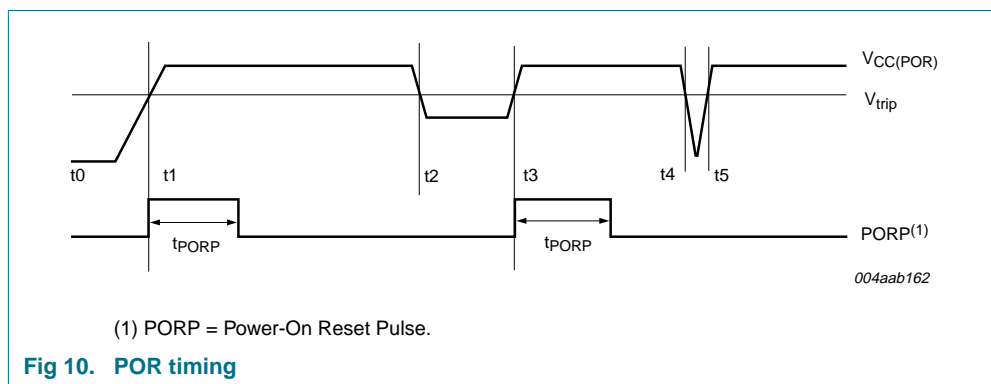 VCC(POR)
Vtrip
t0 t1 t2 t3 t4 t5
tPORP tPORP PORP(1)
004aab162
(1) PORP = Power-On Reset Pulse.
Fig 10. POR timing